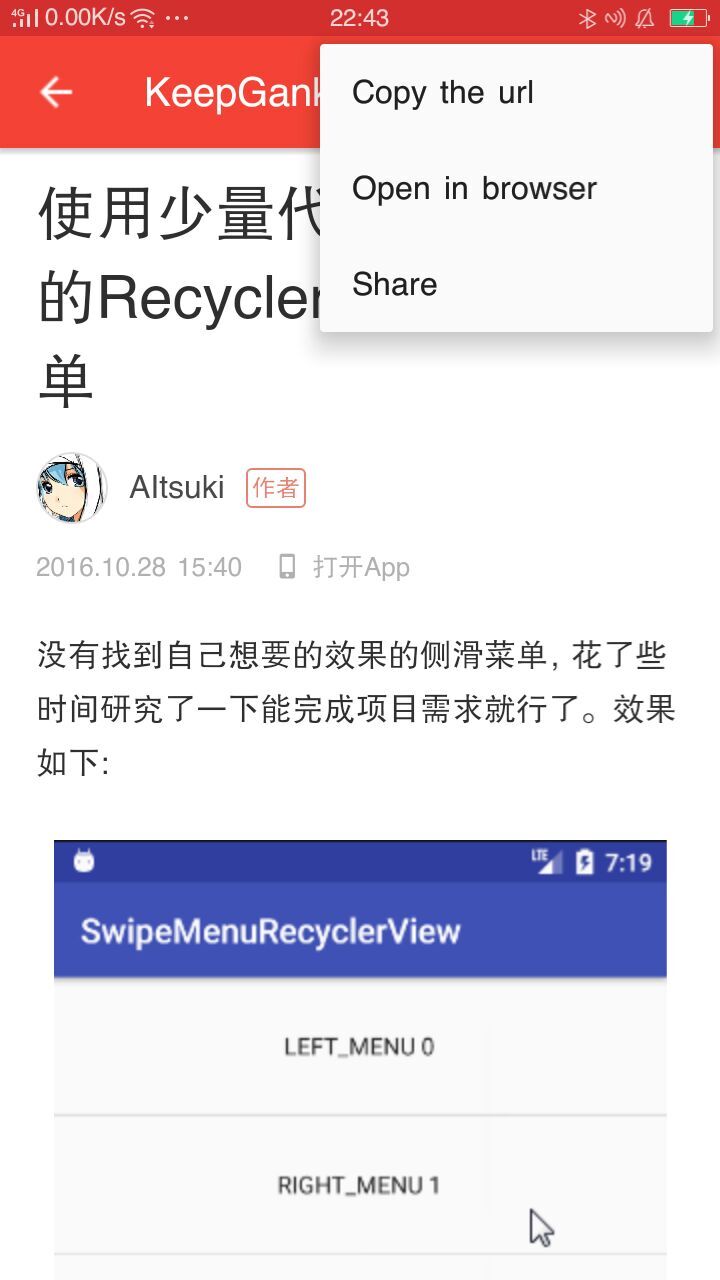 4G 0.00K/s ··· 22:43
KeepGank
Copy the url
Open in browser
Share
使用少量代
的Recycler
单
AItsuki 作者
2016.10.28 15:40 打开App
没有找到自己想要的效果的侧滑菜单, 花了些
时间研究了一下能完成项目需求就行了。效果
如下:
LTE 7:19
SwipeMenuRecyclerView
LEFT_MENU 0
RIGHT_MENU 1